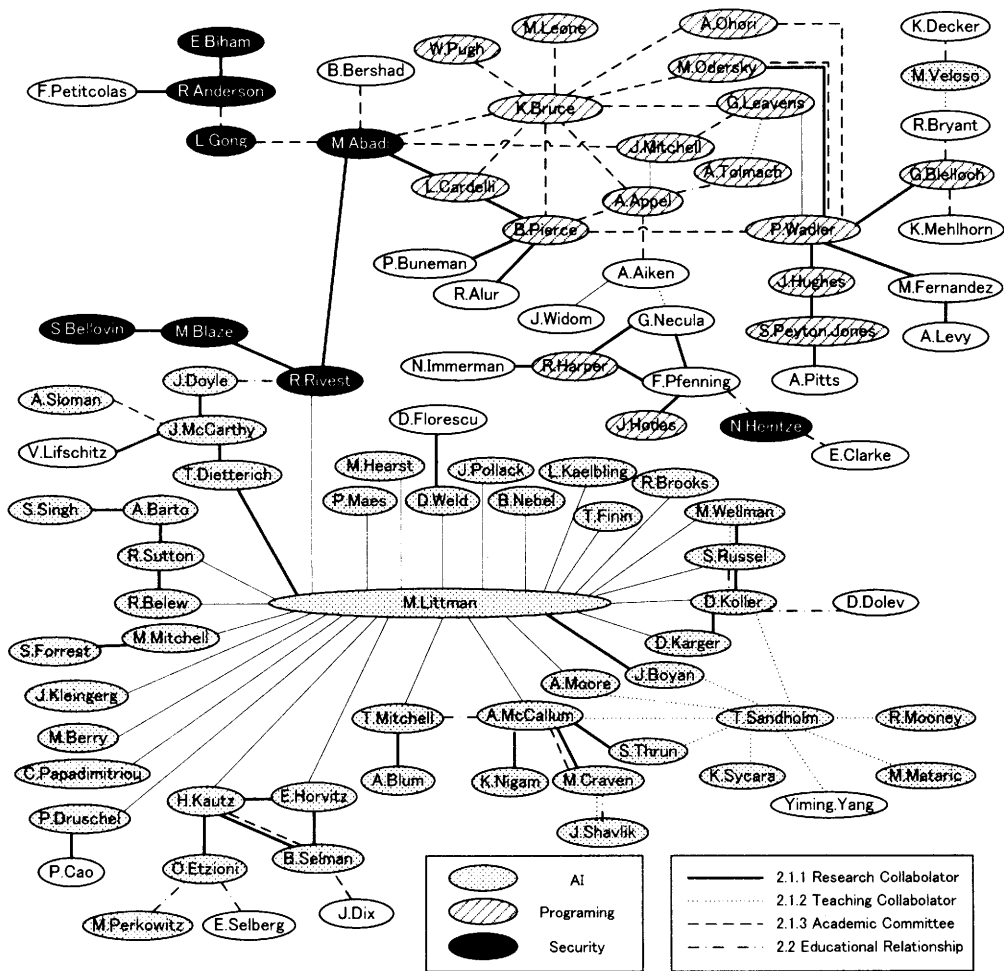 E.Biham
F.Petitcolas
R.Anderson
L.Gong
B.Bershad
M.Abadi
W.Pugh
M.Leone
K.Bruce
A.Ohori
M.Odersky
G.Leavens
J.Mitchell
A.Tolmach
L.Cardelli
A.Appel
B.Pierce
P.Wadler
K.Decker
M.Veloso
R.Bryant
G.Blelloch
K.Mehlhorn
P.Buneman
R.Alur
A.Aiken
J.Widom
G.Necula
J.Hughes
M.Fernandez
S.Peyton.Jones
A.Levy
A.Pitts
S.Bellovin
M.Blaze
R.Rivest
N.Immerman
R.Harper
F.Pfenning
J.Hodas
N.Heintze
E.Clarke
J.Doyle
A.Sloman
J.McCarthy
V.Lifschitz
T.Dietterich
D.Florescu
M.Hearst
P.Maes
D.Weld
J.Pollack
B.Nebel
L.Kaelbling
T.Finin
R.Brooks
M.Wellman
S.Russel
S.Singh
A.Barto
R.Sutton
R.Belew
M.Littman
D.Koller
D.Dolev
D.Karger
M.Mitchell
S.Forrest
J.Boyan
A.Moore
J.Kleingerg
M.Berry
C.Papadimitriou
P.Druschel
P.Cao
T.Mitchell
A.McCallum
T.Sandholm
R.Mooney
S.Thrun
A.Blum
K.Nigam
M.Craven
K.Sycara
M.Mataric
Yiming.Yang
J.Shavlik
H.Kautz
E.Horvitz
B.Selman
O.Etzioni
M.Perkowitz
E.Selberg
J.Dix
AI
Programing
Security
2.1.1 Research Collabolator
2.1.2 Teaching Collabolator
2.1.3 Academic Committee
2.2 Educational Relationship